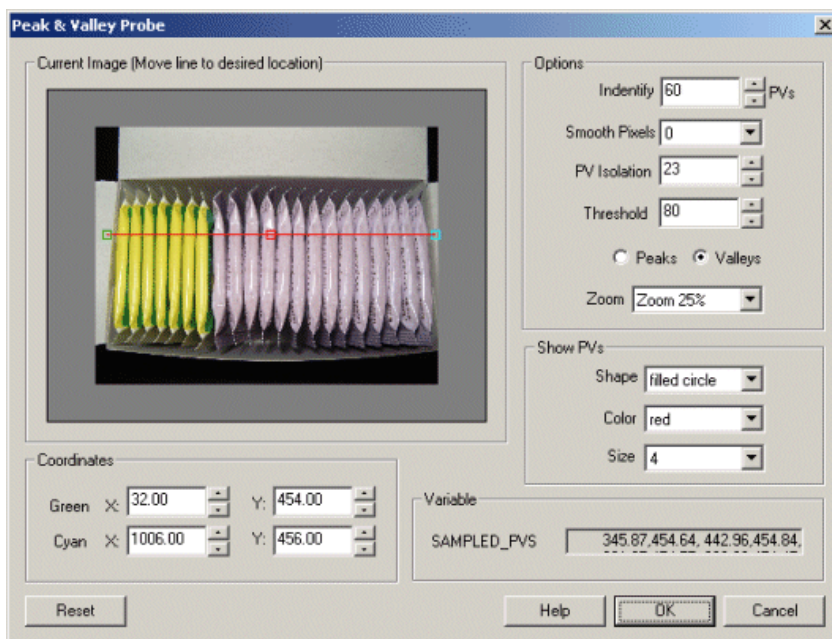 Peak & Valley Probe
Current Image (Move line to desired location)
Options
Indentify 60 PVs
Smooth Pixels 0
PV Isolation 23
Threshold 80
Peaks Valleys
Zoom Zoom 25%
Show PVs
Shape filled circle
Color red
Size 4
Coordinates
Green X: 32.00 Y: 454.00
Cyan X: 1006.00 Y: 456.00
Variable
SAMPLED_PVS 345.87,454.64, 442.96,454.84,
Reset Help OK Cancel